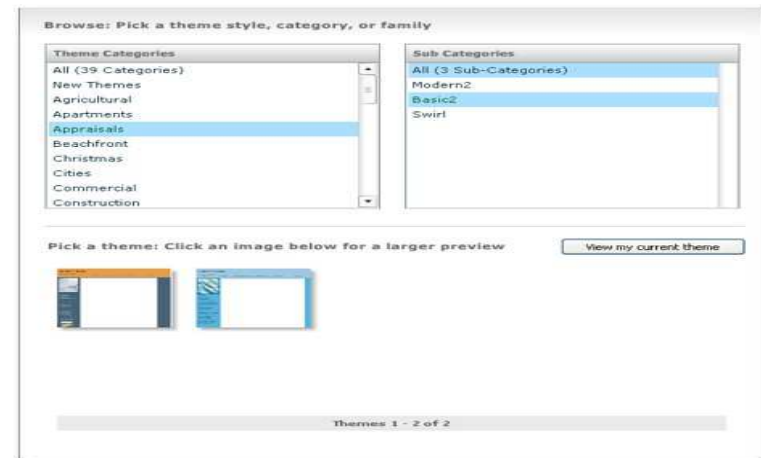 Browse: Pick a theme style, category, or family
Theme Categories
All (39 Categories)
New Themes
Agricultural
Apartments
Appraisals
Beachfront
Christmas
Cities
Commercial
Construction
Sub Categories
All (3 Sub-Categories)
Modern2
Basic2
Swirl
Pick a theme: Click an image below for a larger preview
View my current theme
Themes 1 - 2 of 2